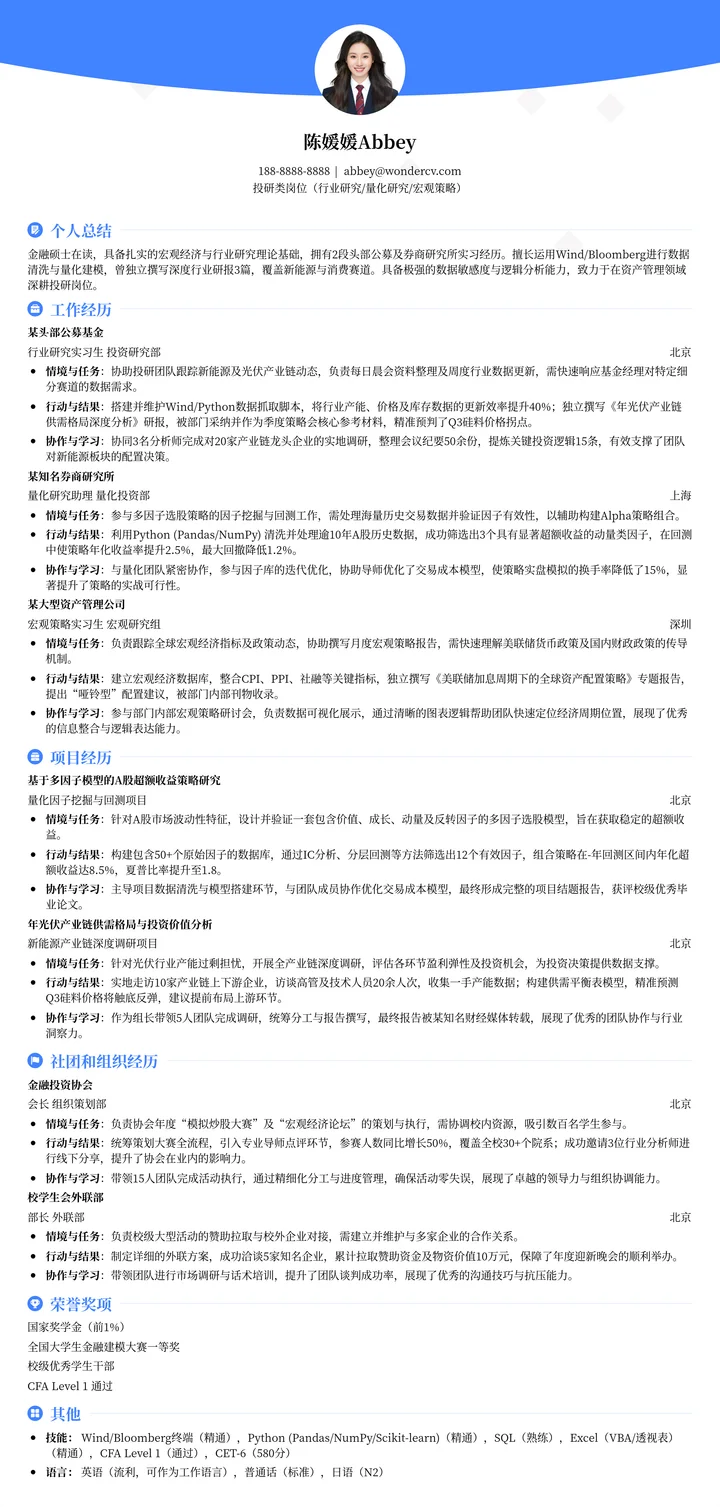 陈媛媛Abbey
188-8888-8888 | abbey@wondercv.com
投研类岗位（行业研究/量化研究/宏观策略）
个人总结
金融硕士在读，具备扎实的宏观经济与行业研究理论基础，拥有2段头部公募及券商研究所实习经历。擅长运用Wind/Bloomberg进行数据
清洗与量化建模，曾独立撰写深度行业研报3篇，覆盖新能源与消费赛道。具备极强的数据敏感度与逻辑分析能力，致力于在资产管理领域
深耕投研岗位。
工作经历
某头部公募基金
行业研究实习生 投资研究部 北京
• 情境与任务：协助投研团队跟踪新能源及光伏产业链动态，负责每日晨会资料整理及周度行业数据更新，需快速响应基金经理对特定细
分赛道的数据需求。
• 行动与结果：搭建并维护Wind/Python数据抓取脚本，将行业产能、价格及库存数据的更新效率提升40%；独立撰写《年光伏产业链
供需格局深度分析》研报，被部门采纳并作为季度策略会核心参考材料，精准预判了Q3硅料价格拐点。
• 协作与学习：协同3名分析师完成对20家产业链龙头企业的实地调研，整理会议纪要50余份，提炼关键投资逻辑15条，有效支撑了团队
对新能源板块的配置决策。
某知名券商研究所
量化研究助理 量化投资部 上海
• 情境与任务：参与多因子选股策略的因子挖掘与回测工作，需处理海量历史交易数据并验证因子有效性，以辅助构建Alpha策略组合。
• 行动与结果：利用Python (Pandas/NumPy) 清洗并处理逾10年A股历史数据，成功筛选出3个具有显著超额收益的动量类因子，在回测
中使策略年化收益率提升2.5%，最大回撤降低1.2%。
• 协作与学习：与量化团队紧密协作，参与因子库的迭代优化，协助导师优化了交易成本模型，使策略实盘模拟的换手率降低了15%，显
著提升了策略的实战可行性。
某大型资产管理公司
宏观策略实习生 宏观研究组 深圳
• 情境与任务：负责跟踪全球宏观经济指标及政策动态，协助撰写月度宏观策略报告，需快速理解美联储货币政策及国内财政政策的传导
机制。
• 行动与结果：建立宏观经济数据库，整合CPI、PPI、社融等关键指标，独立撰写《美联储加息周期下的全球资产配置策略》专题报告，
提出“哑铃型”配置建议，被部门内部刊物收录。
• 协作与学习：参与部门内部宏观策略研讨会，负责数据可视化展示，通过清晰的图表逻辑帮助团队快速定位经济周期位置，展现了优秀
的信息整合与逻辑表达能力。
项目经历
基于多因子模型的A股超额收益策略研究
量化因子挖掘与回测项目 北京
• 情境与任务：针对A股市场波动性特征，设计并验证一套包含价值、成长、动量及反转因子的多因子选股模型，旨在获取稳定的超额收
益。
• 行动与结果：构建包含50+个原始因子的数据库，通过IC分析、分层回测等方法筛选出12个有效因子，组合策略在-年回测区间内年化超
额收益达8.5%，夏普比率提升至1.8。
• 协作与学习：主导项目数据清洗与模型搭建环节，与团队成员协作优化交易成本模型，最终形成完整的项目结题报告，获评校级优秀毕
业论文。
年光伏产业链供需格局与投资价值分析
新能源产业链深度调研项目 北京
• 情境与任务：针对光伏行业产能过剩担忧，开展全产业链深度调研，评估各环节盈利弹性及投资机会，为投资决策提供数据支撑。
• 行动与结果：实地走访10家产业链上下游企业，访谈高管及技术人员20余人次，收集一手产能数据；构建供需平衡表模型，精准预测
Q3硅料价格将触底反弹，建议提前布局上游环节。
• 协作与学习：作为组长带领5人团队完成调研，统筹分工与报告撰写，最终报告被某知名财经媒体转载，展现了优秀的团队协作与行业
洞察力。
社团和组织经历
金融投资协会
会长 组织策划部 北京
• 情境与任务：负责协会年度“模拟炒股大赛”及“宏观经济论坛”的策划与执行，需协调校内资源，吸引数百名学生参与。
• 行动与结果：统筹策划大赛全流程，引入专业导师点评环节，参赛人数同比增长50%，覆盖全校30+个院系；成功邀请3位行业分析师进
行线下分享，提升了协会在业内的影响力。
• 协作与学习：带领15人团队完成活动执行，通过精细化分工与进度管理，确保活动零失误，展现了卓越的领导力与组织协调能力。
校学生会外联部
部长 外联部 北京
• 情境与任务：负责校级大型活动的赞助拉取与校外企业对接，需建立并维护与多家企业的合作关系。
• 行动与结果：制定详细的外联方案，成功洽谈5家知名企业，累计拉取赞助资金及物资价值10万元，保障了年度迎新晚会的顺利举办。
• 协作与学习：带领团队进行市场调研与话术培训，提升了团队谈判成功率，展现了优秀的沟通技巧与抗压能力。
荣誉奖项
国家奖学金（前1%）
全国大学生金融建模大赛一等奖
校级优秀学生干部
CFA Level 1 通过
其他
• 技能： Wind/Bloomberg终端（精通），Python (Pandas/NumPy/Scikit-learn)（精通），SQL（熟练），Excel（VBA/透视表）
（精通），CFA Level 1（通过），CET-6（580分）
• 语言： 英语（流利，可作为工作语言），普通话（标准），日语（N2）